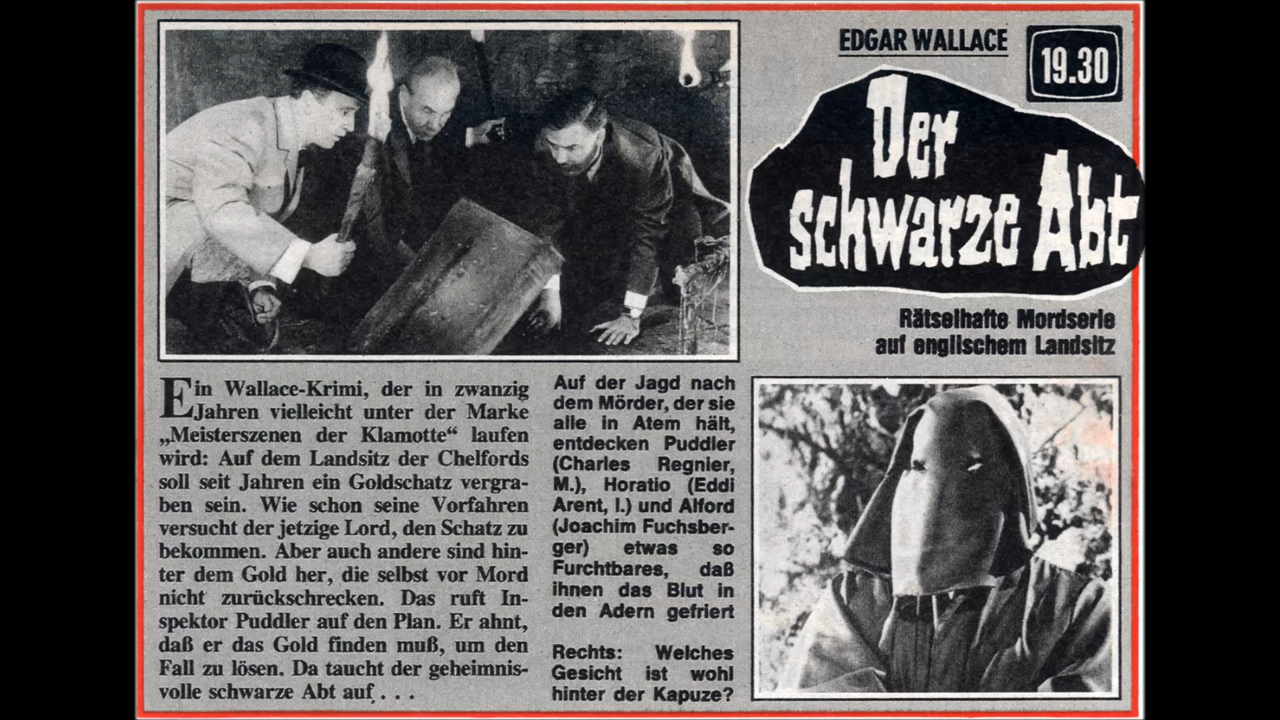 EDGAR WALLACE
19.30
Der
schwarze Abt
Rätselhafte Mordserie
auf englischem Landsitz
Ein Wallace-Krimi, der in zwanzig
Jahren vielleicht unter der Marke
„Meisterszenen der Klamotte“ laufen
wird: Auf dem Landsitz der Chelfords
soll seit Jahren ein Goldschatz vergra-
ben sein. Wie schon seine Vorfahren
versucht der jetzige Lord, den Schatz zu
bekommen. Aber auch andere sind hin-
ter dem Gold her, die selbst vor Mord
nicht zurückschrecken. Das ruft In-
spektor Puddler auf den Plan. Er ahnt,
daß er das Gold finden muß, um den
Fall zu lösen. Da taucht der geheimnis-
volle schwarze Abt auf . . .
Auf der Jagd nach
dem Mörder, der sie
alle in Atem hält,
entdecken Puddler
(Charles Regnier,
M.), Horatio (Eddi
Arent, l.) und Alford
(Joachim Fuchsber-
ger) etwas so
Furchtbares, daß
ihnen das Blut in
den Adern gefriert
Rechts: Welches
Gesicht ist wohl
hinter der Kapuze?